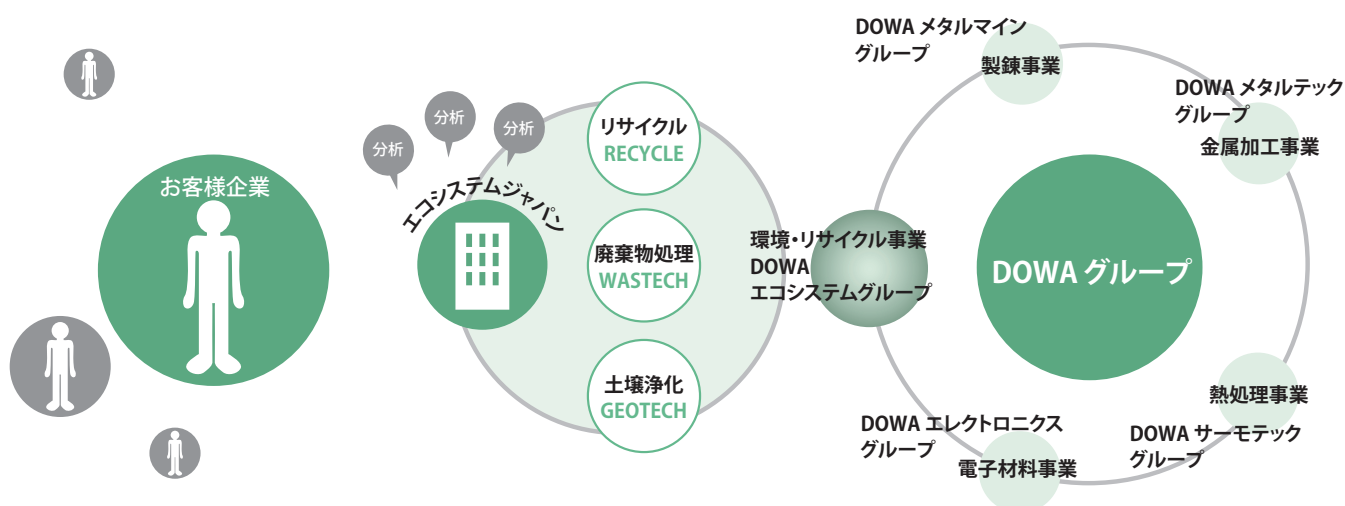 お客様企業
分析
分析
分析
エコシステムジャパン
リサイクル
RECYCLE
廃棄物処理
WASTECH
土壌浄化
GEOTECH
環境・リサイクル事業
DOWA
エコシステムグループ
DOWA メタルマイン
グループ
製錬事業
DOWA メタルテック
グループ
金属加工事業
DOWA グループ
熱処理事業
DOWA サーモテック
グループ
DOWA エレクトロニクス
グループ
電子材料事業